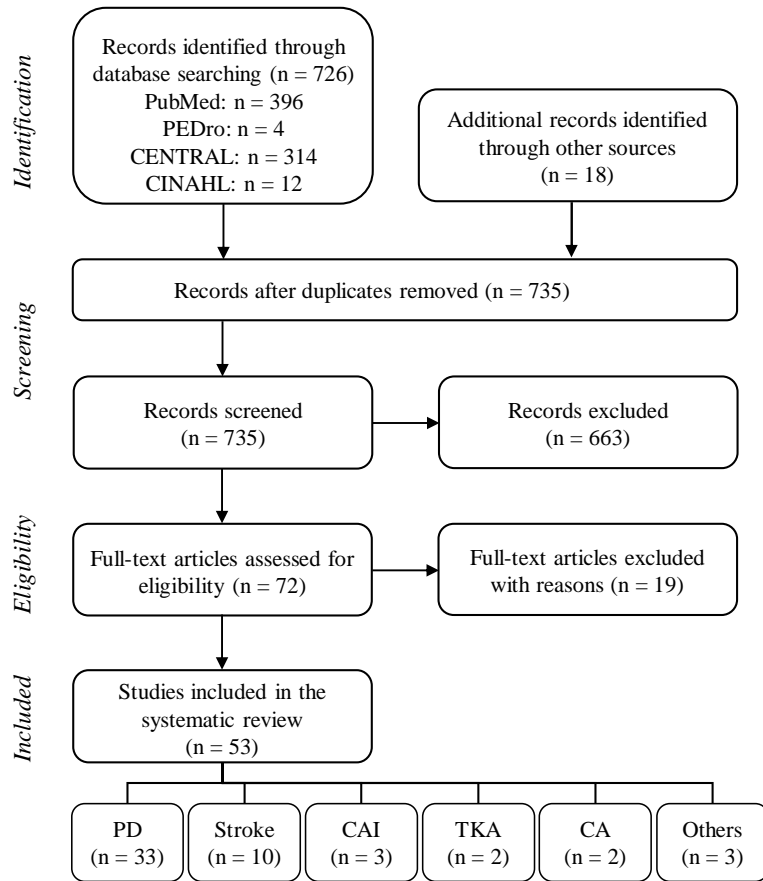 Identification
Records identified through
database searching (n = 726)
PubMed: n = 396
PEDro: n = 4
CENTRAL: n = 314
CINAHL: n = 12
Additional records identified
through other sources
(n = 18)
Screening
Records after duplicates removed (n = 735)
Records screened
(n = 735)
Records excluded
(n = 663)
Eligibility
Full-text articles assessed for
eligibility (n = 72)
Full-text articles excluded
with reasons (n = 19)
Included
Studies included in the
systematic review
(n = 53)
PD
(n = 33)
Stroke
(n = 10)
CAI
(n = 3)
TKA
(n = 2)
CA
(n = 2)
Others
(n = 3)